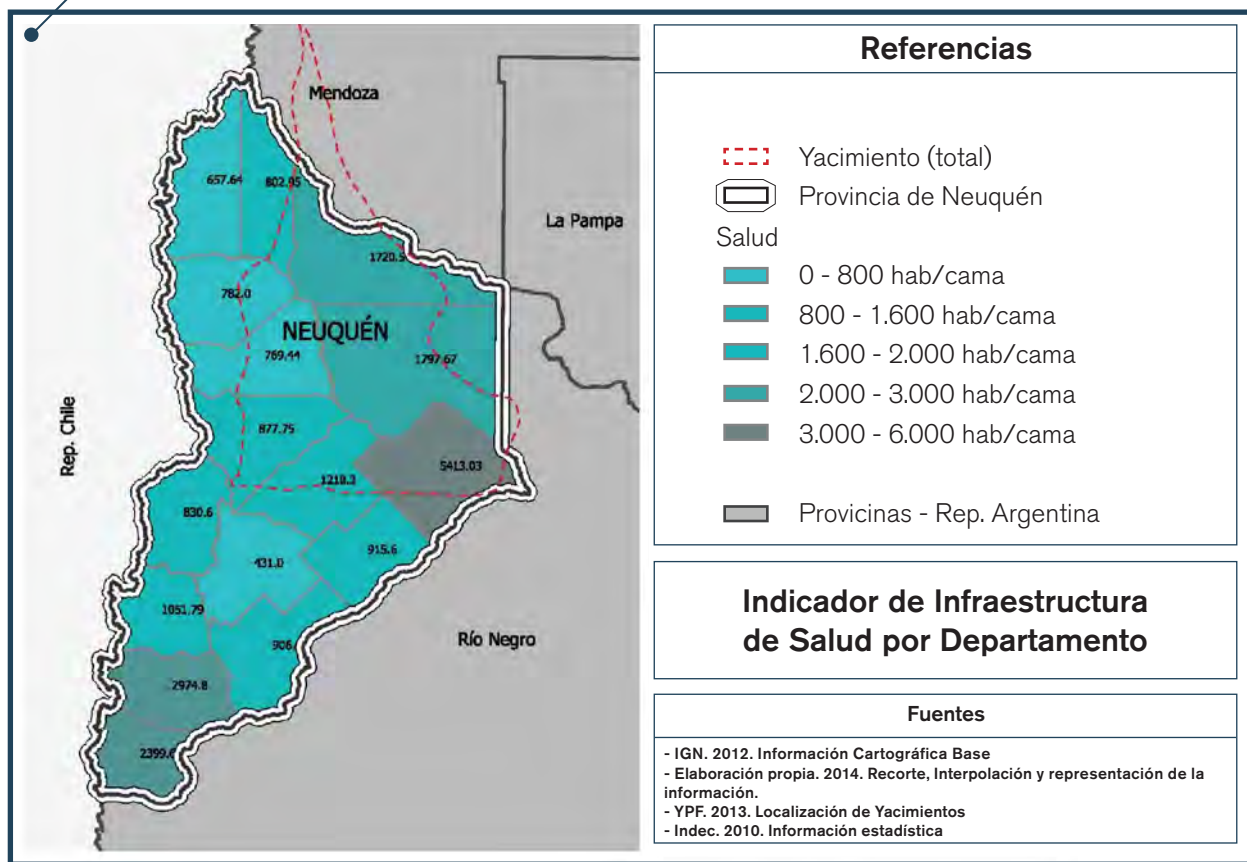 Mendoza
La Pampa
657.64
802.95
1720.5
782.0
NEUQUÉN
769.44
1797.67
Rep. Chile
877.75
5413.03
1218.3
830.6
915.6
431.0
1051.79
906
Río Negro
2974.8
2399.6
Referencias
Yacimiento (total)
Provincia de Neuquén
Salud
0 - 800 hab/cama
800 - 1.600 hab/cama
1.600 - 2.000 hab/cama
2.000 - 3.000 hab/cama
3.000 - 6.000 hab/cama
Provicinas - Rep. Argentina
Indicador de Infraestructura
de Salud por Departamento
Fuentes
- IGN. 2012. Información Cartográfica Base
- Elaboración propia. 2014. Recorte, Interpolación y representación de la
información.
- YPF. 2013. Localización de Yacimientos
- Indec. 2010. Información estadística